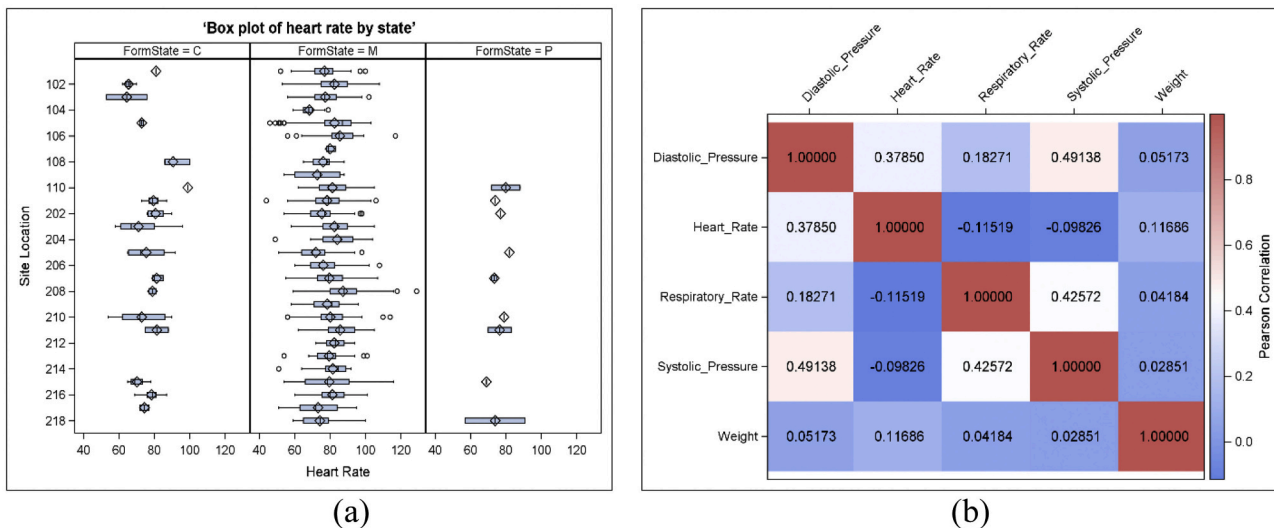 ‘Box plot of heart rate by state’
FormState = C FormState = M FormState = P
Site Location
102
104
106
108
110
202
204
206
208
210
212
214
216
218
40 60 80 100 120 40 60 80 100 120 40 60 80 100 120
Heart Rate
(a)
Diastolic_Pressure
Heart_Rate
Respiratory_Rate
Systolic_Pressure
Weight
Diastolic_Pressure 1.00000 0.37850 0.18271 0.49138 0.05173
Heart_Rate 0.37850 1.00000 -0.11519 -0.09826 0.11686
Respiratory_Rate 0.18271 -0.11519 1.00000 0.42572 0.04184
Systolic_Pressure 0.49138 -0.09826 0.42572 1.00000 0.02851
Weight 0.05173 0.11686 0.04184 0.02851 1.00000
0.8
0.6
0.4
0.2
0.0
Pearson Correlation
(b)